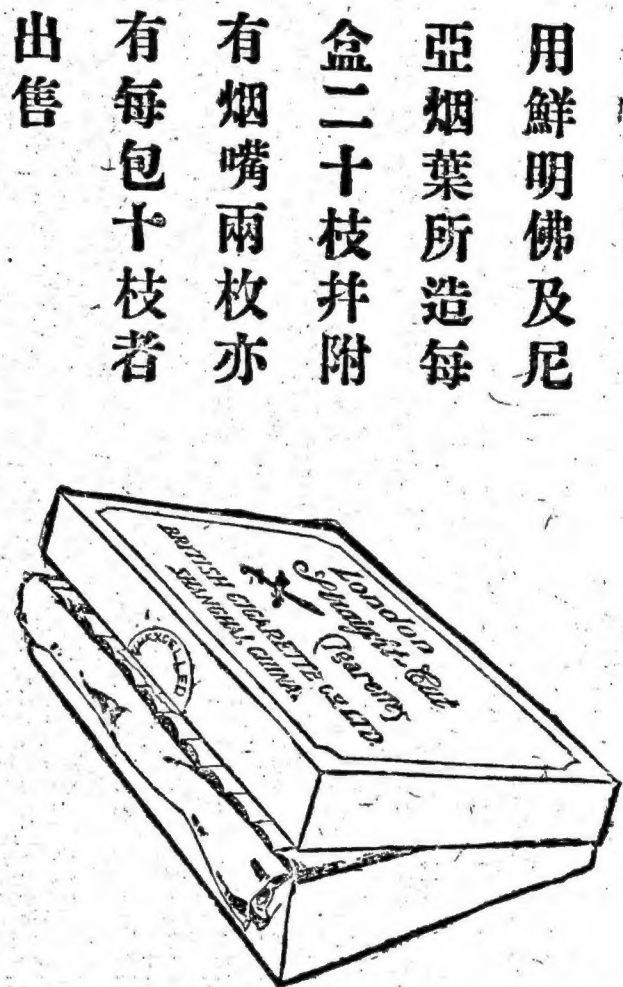 用鮮明佛及尼
亞烟葉所造每
盒二十枝幷附
有烟嘴兩枚亦
有每包十枝者
出售
London
Straight-Cut
Cigarettes
BRITISH CIGARETTE CO. LTD.
SHANGHAI, CHINA.
UNEXCELLED